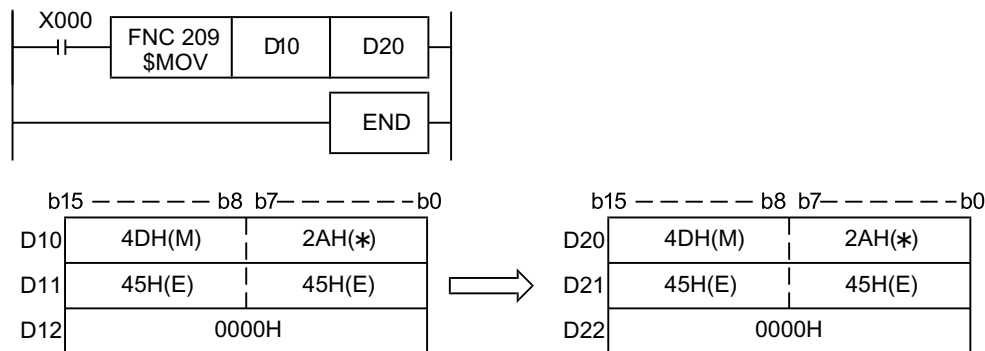 X000
FNC 209
$MOV
D10
D20
END
b15 – – – – – b8 b7 – – – – – b0
D10 4DH(M) 2AH(*)
D11 45H(E) 45H(E)
D12 0000H
b15 – – – – – b8 b7 – – – – – b0
D20 4DH(M) 2AH(*)
D21 45H(E) 45H(E)
D22 0000H